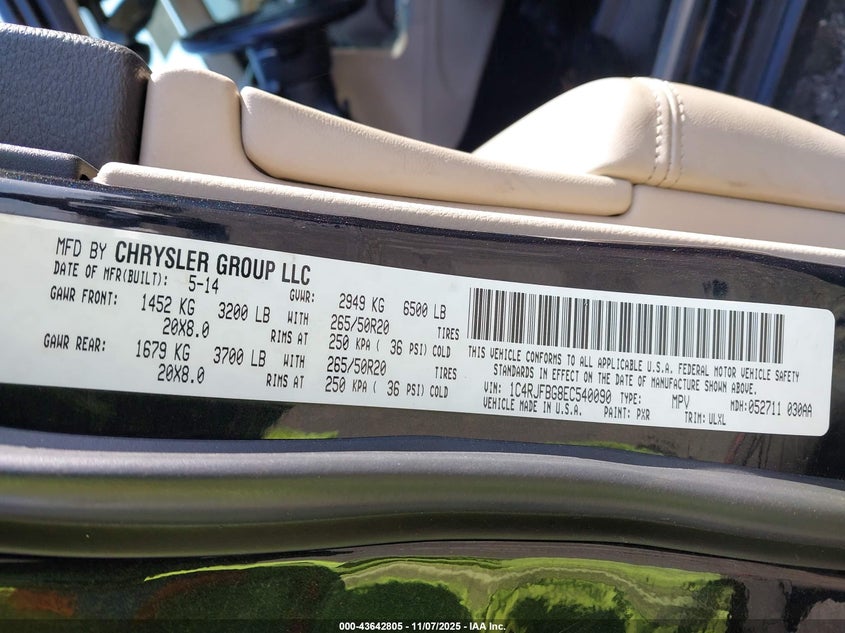 MFD BY CHRYSLER GROUP LLC
DATE OF MFR(BUILT): 5-14 GVWR: 2949 KG 6500 LB
GAWR FRONT: 1452 KG 3200 LB WITH 265/50R20 TIRES
20X8.0 RIMS AT 250 KPA ( 36 PSI) COLD
GAWR REAR: 1679 KG 3700 LB WITH 265/50R20 TIRES
20X8.0 RIMS AT 250 KPA ( 36 PSI) COLD
THIS VEHICLE CONFORMS TO ALL APPLICABLE U.S.A. FEDERAL MOTOR VEHICLE SAFETY
STANDARDS IN EFFECT ON THE DATE OF MANUFACTURE SHOWN ABOVE.
VIN: 1C4RJFBG8EC540090 TYPE: MPV MDH:052711 030AA
VEHICLE MADE IN U.S.A. PAINT: PXR TRIM: ULXL
000-43642805 - 11/07/2025 - IAA Inc.